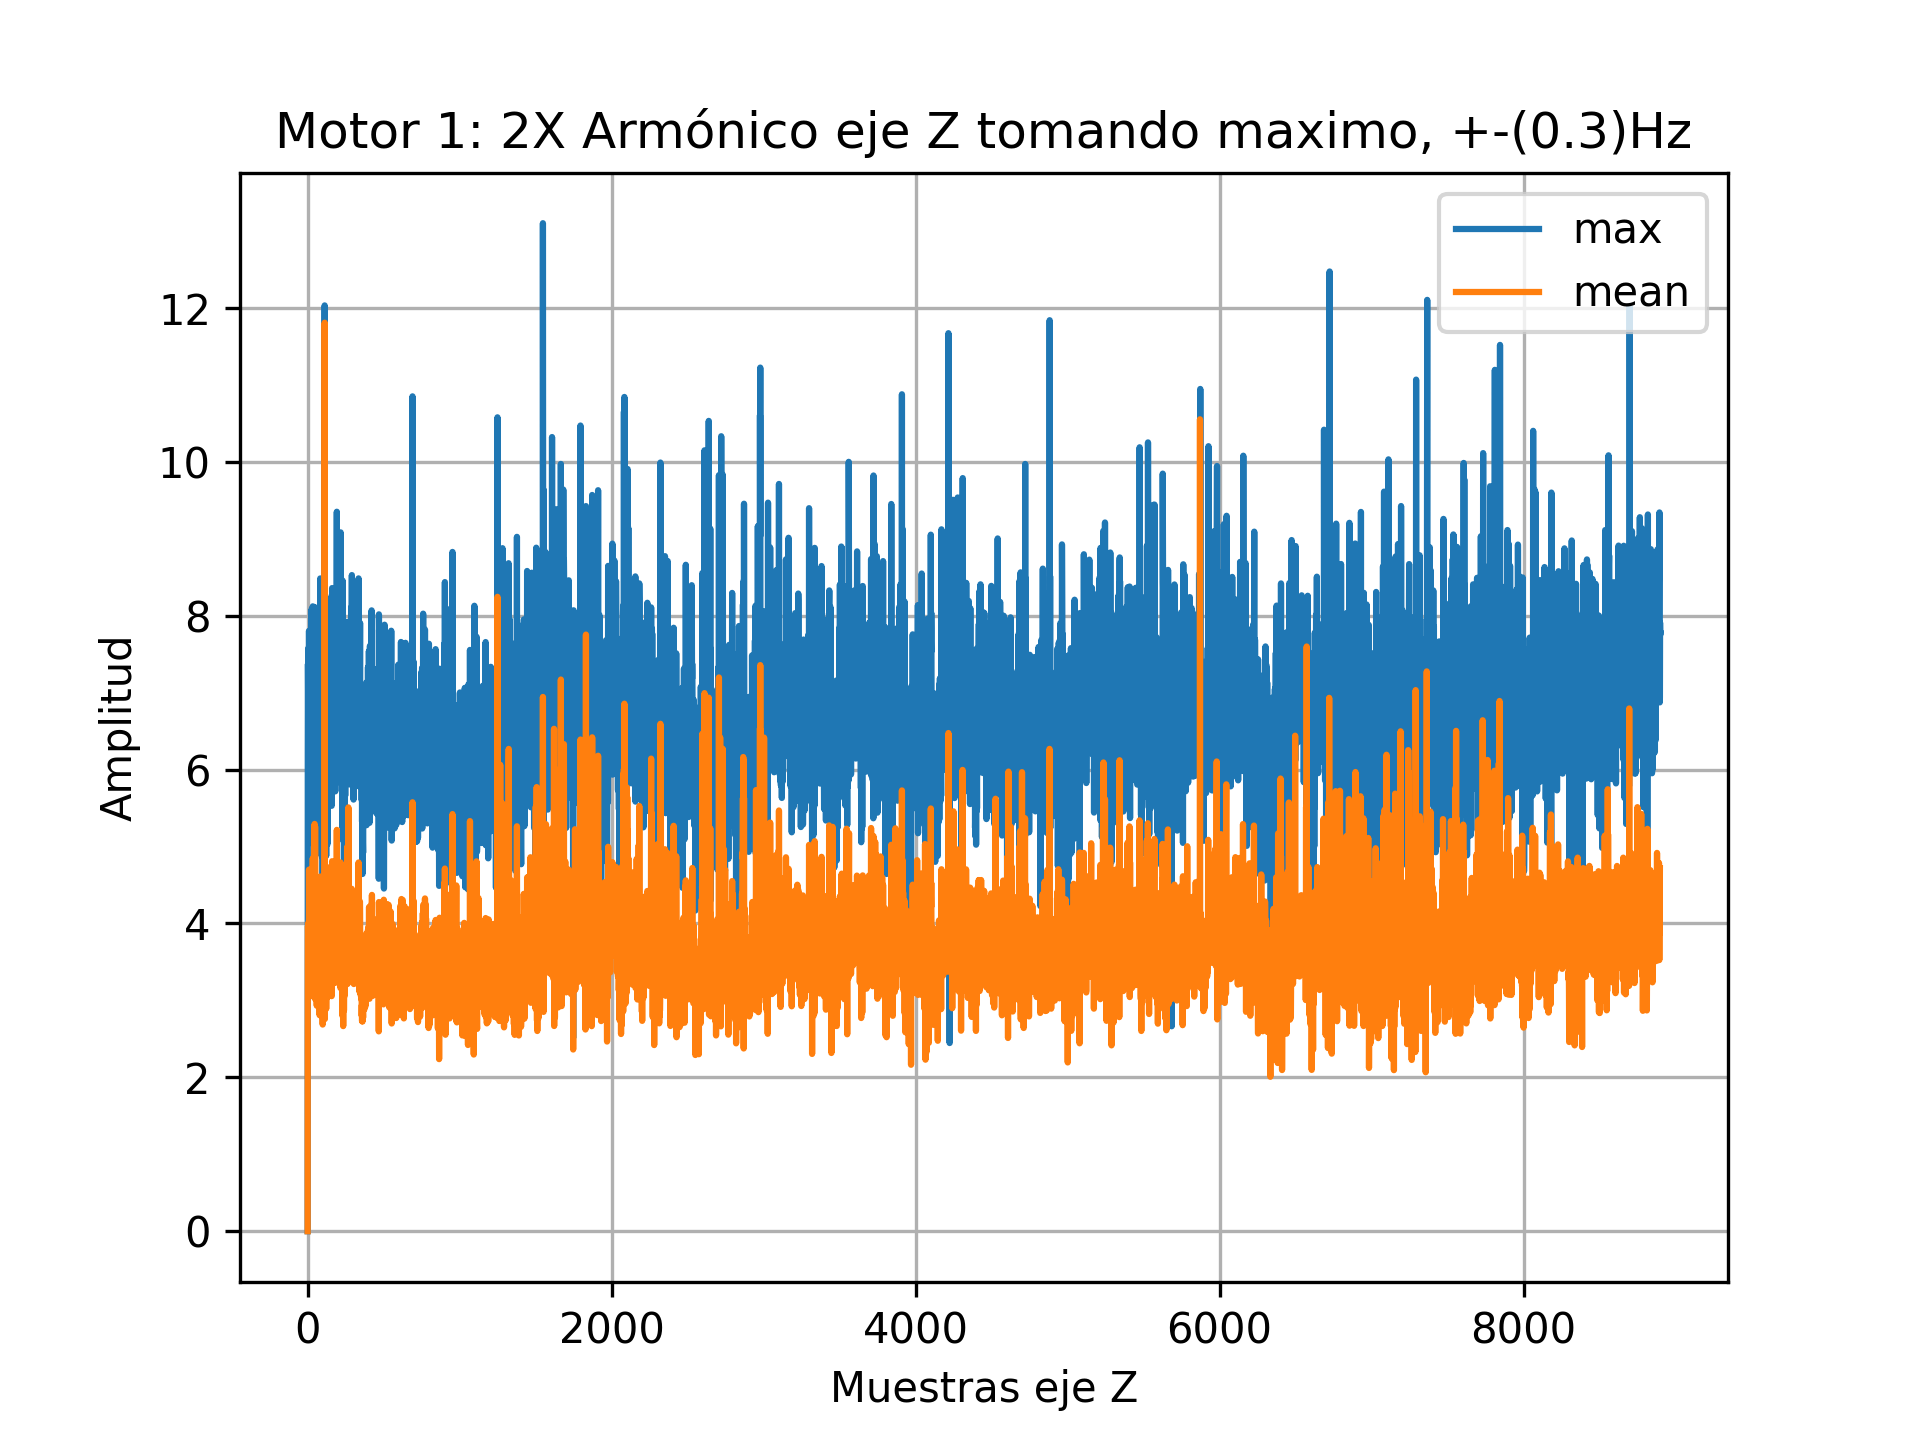 Motor 1: 2X Armónico eje Z tomando maximo, +-(0.3)Hz
max
mean
12
10
8
6
4
2
0
Amplitud
0 2000 4000 6000 8000
Muestras eje Z